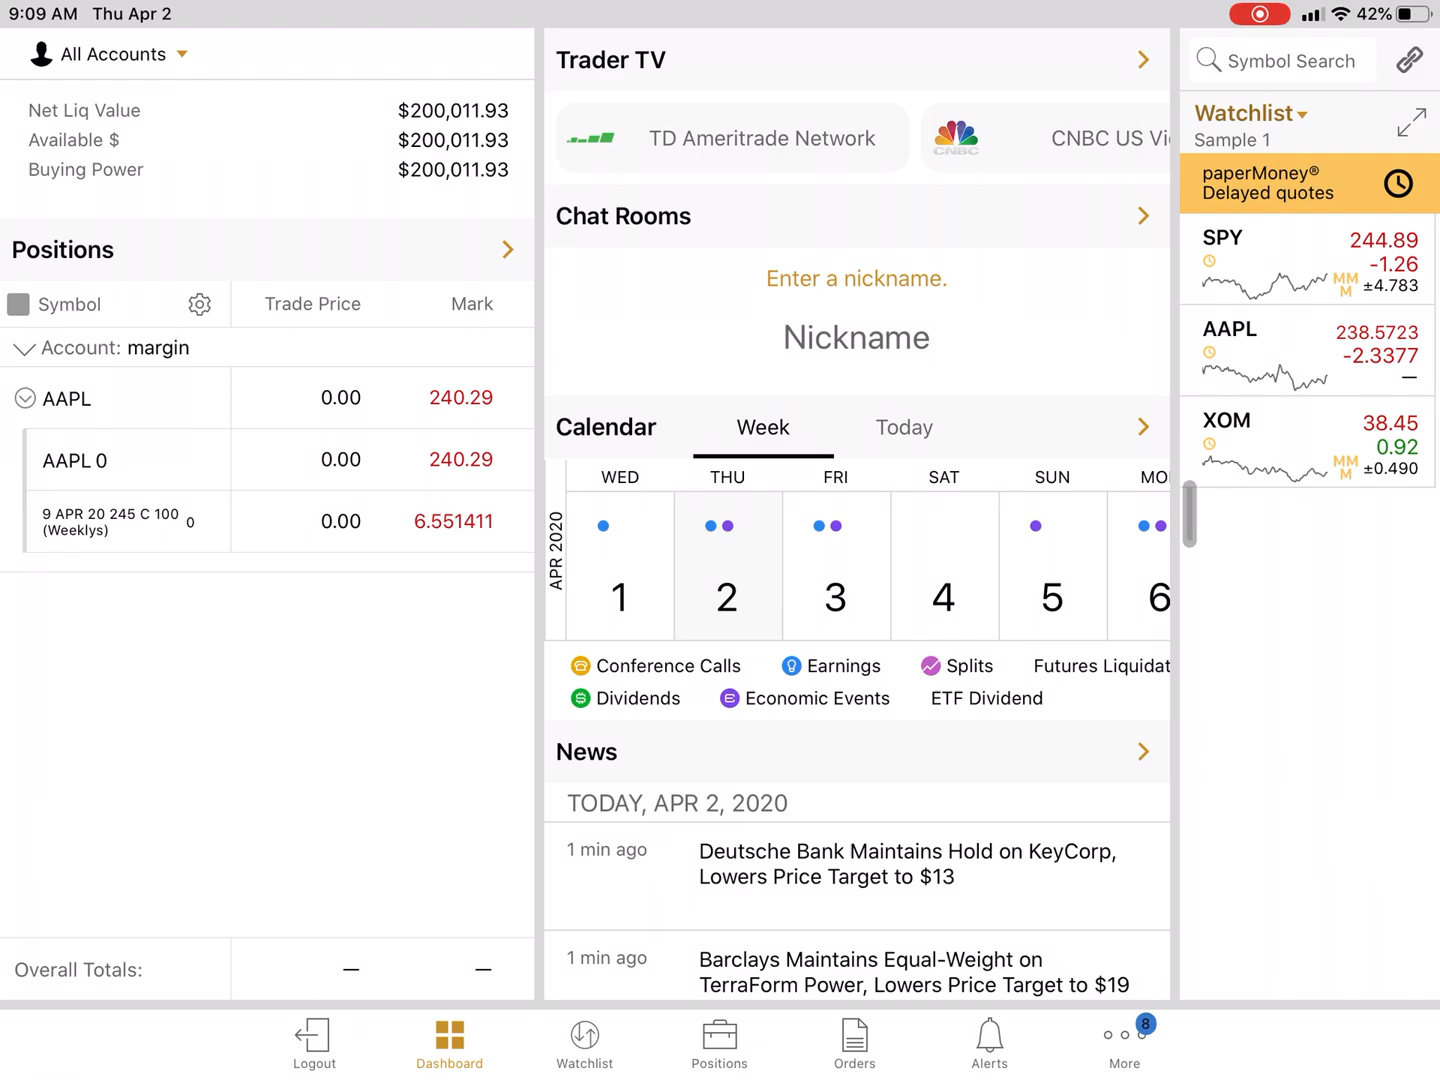 9:09 AM Thu Apr 2
42%
All Accounts
Net Liq Value $200,011.93
Available $ $200,011.93
Buying Power $200,011.93
Positions
Symbol Trade Price Mark
Account: margin
AAPL 0.00 240.29
AAPL 0 0.00 240.29
9 APR 20 245 C 100 0 0.00 6.551411
(Weeklys)
Overall Totals: — —
Trader TV
TD Ameritrade Network
CNBC
CNBC US Vi
Chat Rooms
Enter a nickname.
Nickname
Calendar Week Today
APR 2020
WED THU FRI SAT SUN MO
1 2 3 4 5 6
Conference Calls Earnings Splits Futures Liquidat
Dividends Economic Events ETF Dividend
News
TODAY, APR 2, 2020
1 min ago
Deutsche Bank Maintains Hold on KeyCorp,
Lowers Price Target to $13
1 min ago
Barclays Maintains Equal-Weight on
TerraForm Power, Lowers Price Target to $19
Symbol Search
Watchlist
Sample 1
paperMoney®
Delayed quotes
SPY 244.89
-1.26
MMM ±4.783
AAPL 238.5723
-2.3377
—
XOM 38.45
0.92
MMM ±0.490
Logout Dashboard Watchlist Positions Orders Alerts More
8